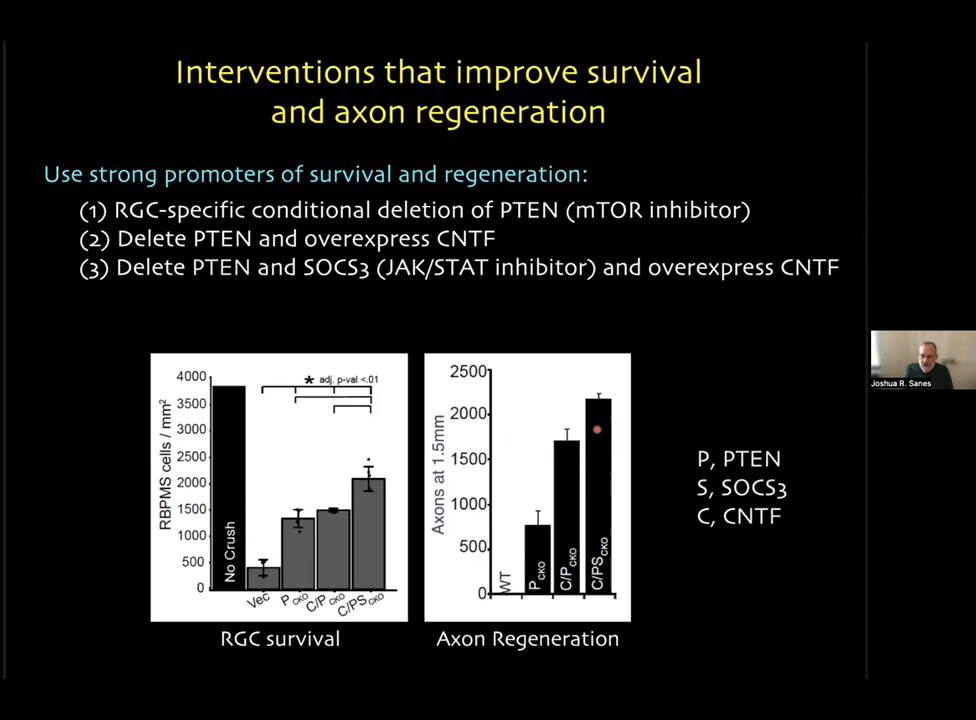 Interventions that improve survival
and axon regeneration
Use strong promoters of survival and regeneration:
(1) RGC-specific conditional deletion of PTEN (mTOR inhibitor)
(2) Delete PTEN and overexpress CNTF
(3) Delete PTEN and SOCS3 (JAK/STAT inhibitor) and overexpress CNTF
RBPMS cells / mm²
4000
3500
3000
2500
2000
1500
1000
500
0
* adj. p-val <.01
No Crush
Vec
P CKO
C/P CKO
C/PS CKO
RGC survival
Axons at 1.5mm
2500
2000
1500
1000
500
0
WT
P CKO
C/P CKO
C/PS CKO
Axon Regeneration
P, PTEN
S, SOCS3
C, CNTF
Joshua R. Sanes